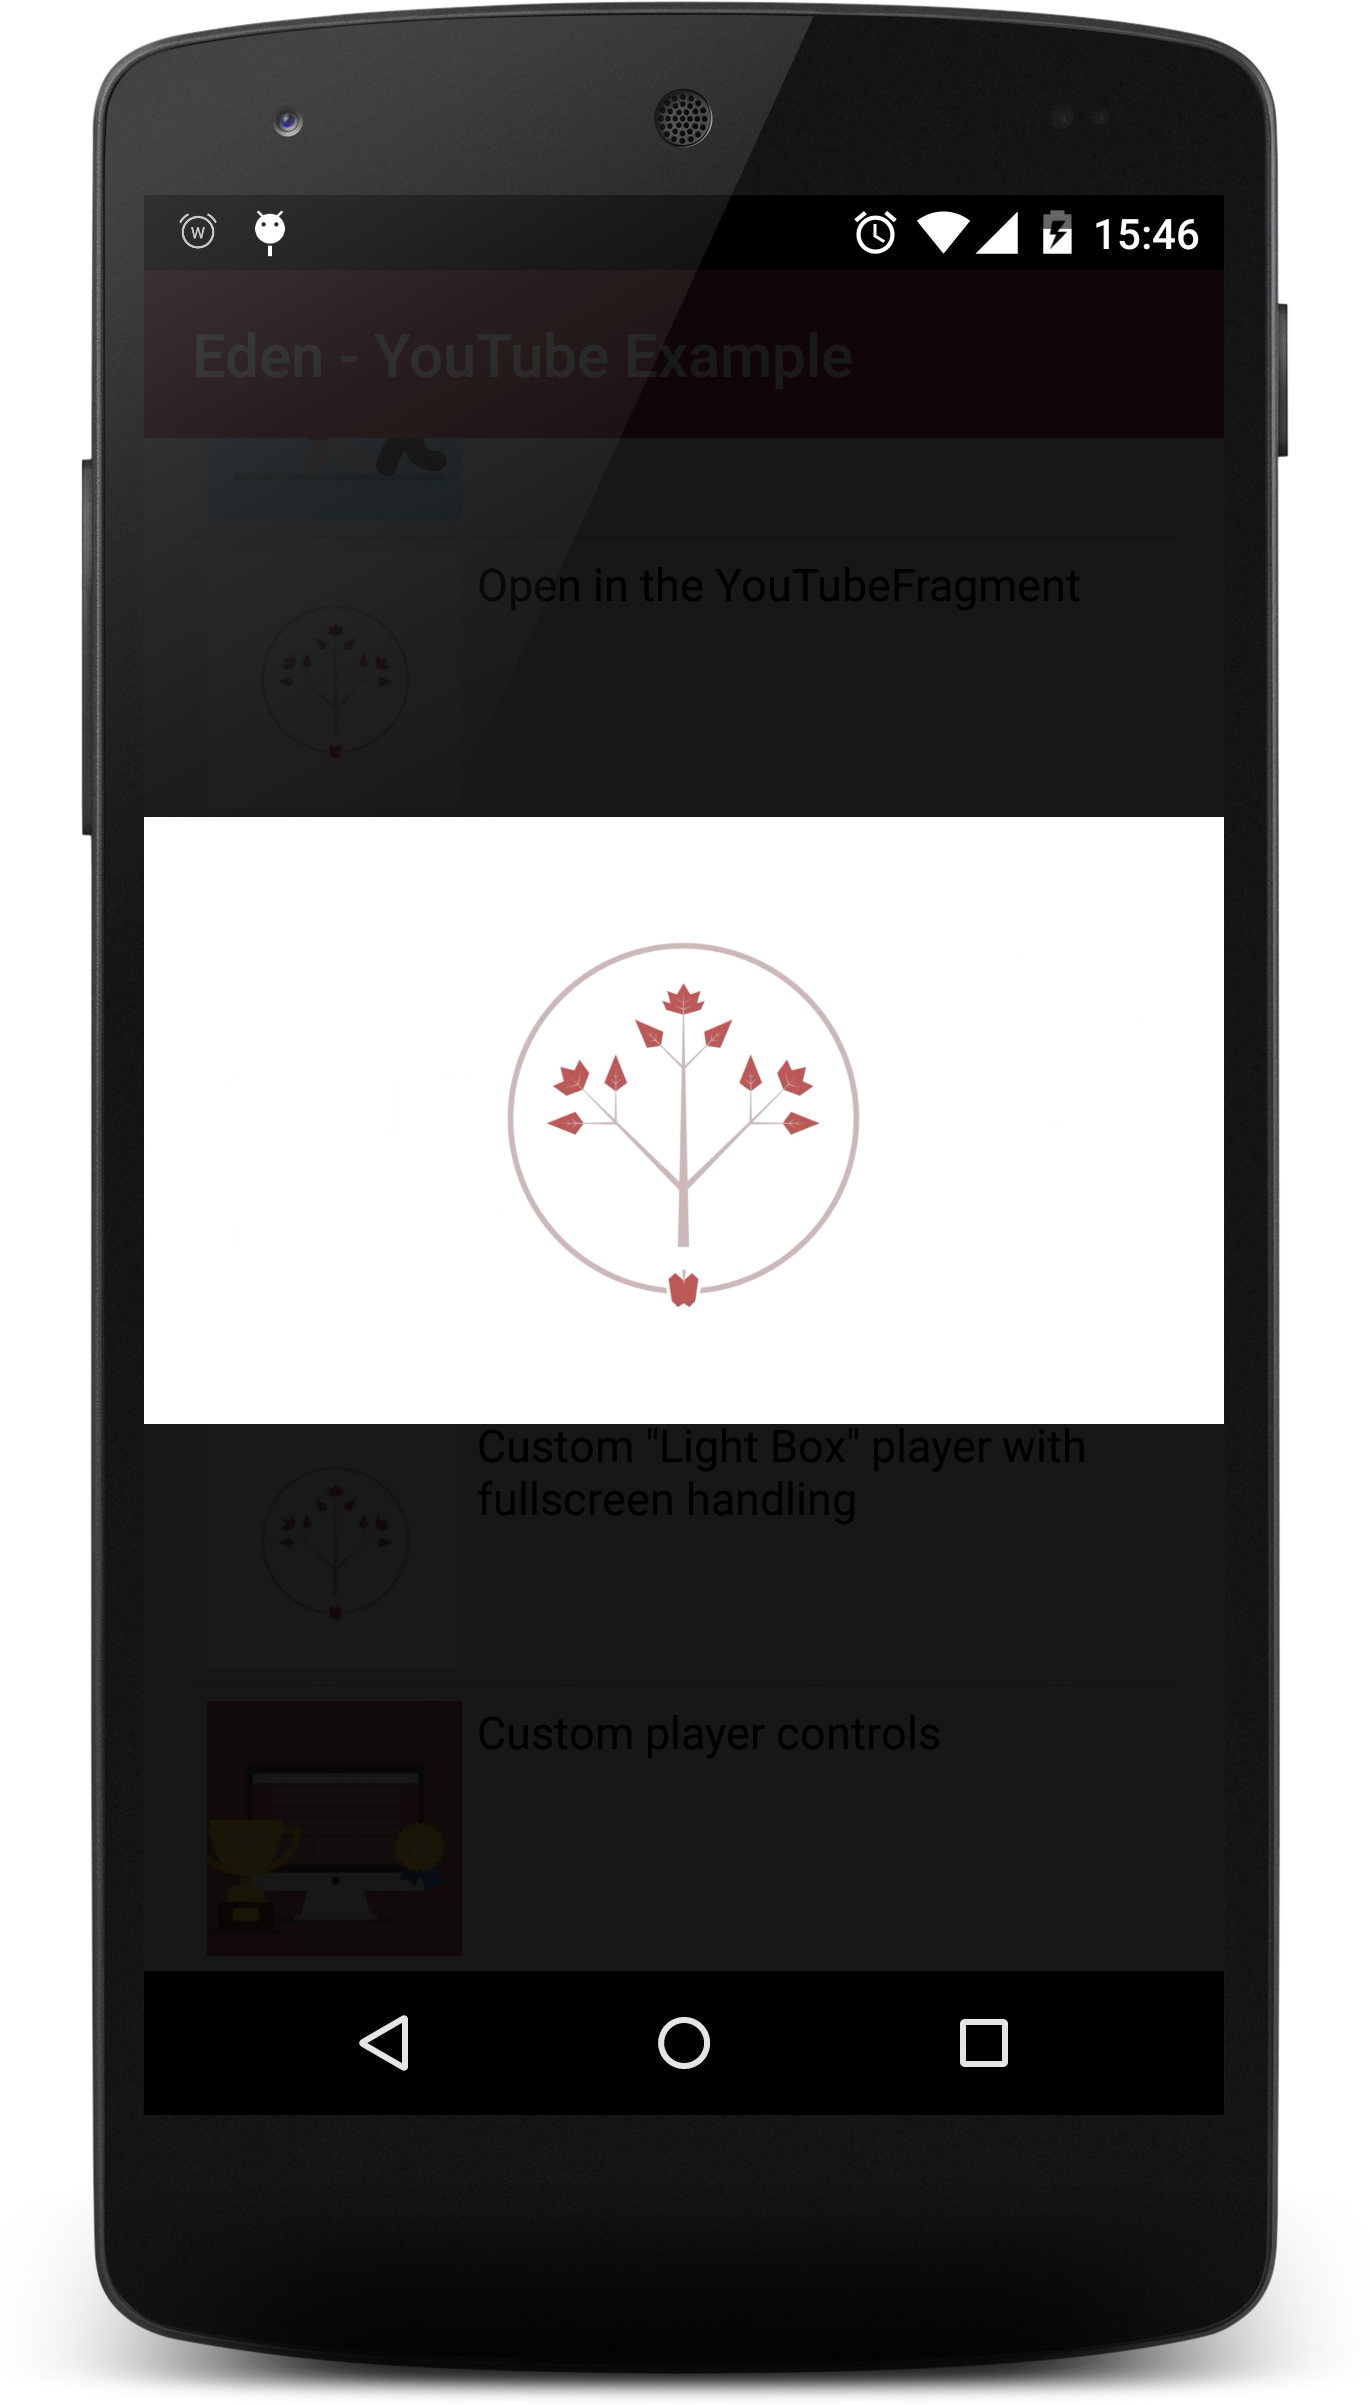 W
15:46
Eden - YouTube Example
Open in the YouTubeFragment
Custom "Light Box" player with
fullscreen handling
Custom player controls